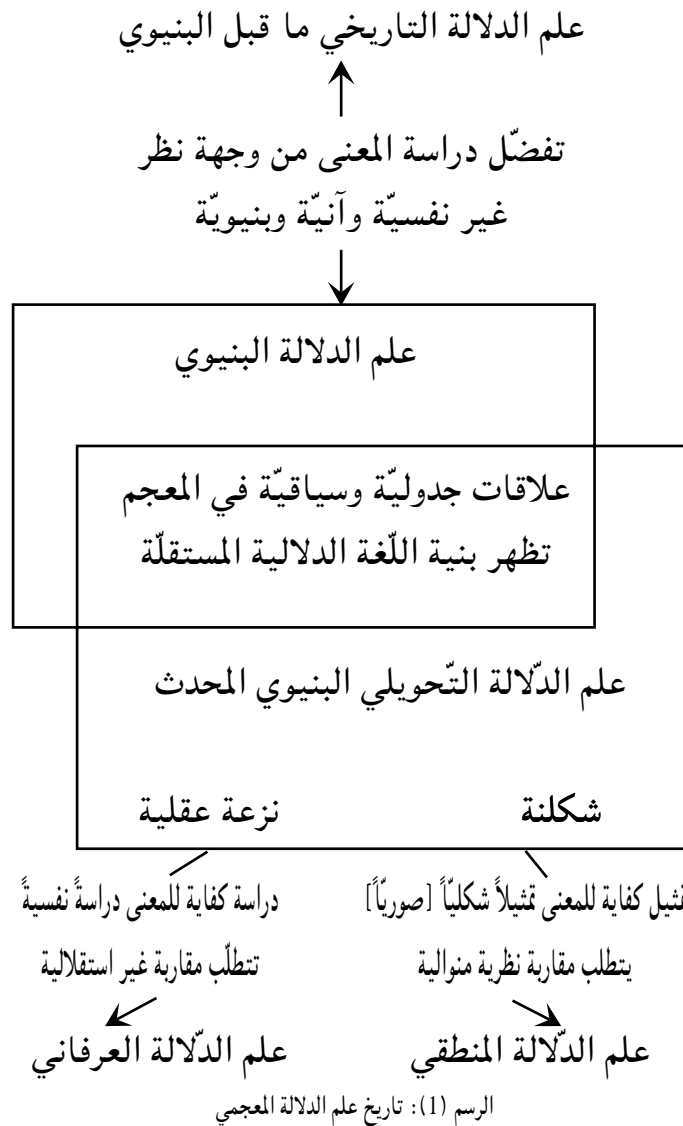 علم الدلالة التاريخي ما قبل البنيوي
تفضّل دراسة المعنى من وجهة نظر
غير نفسيّة وآنيّة وبنيويّة
علم الدلالة البنيوي
علاقات جدوليّة وسياقيّة في المعجم
تظهر بنية اللّغة الدلالية المستقلّة
علم الدّلالة التّحويلي البنيوي المحدث
شكلنة نزعة عقلية
كفاية للمعنى تمثيلاً شكليّاً [صوريّاً] دراسة كفاية للمعنى دراسةً نفسيةً
يتطلب مقاربة نظرية منوالية تتطلّب مقاربة غير استقلالية
علم الدّلالة المنطقي علم الدّلالة العرفاني
الرسم (1): تاريخ علم الدلالة المعجمي